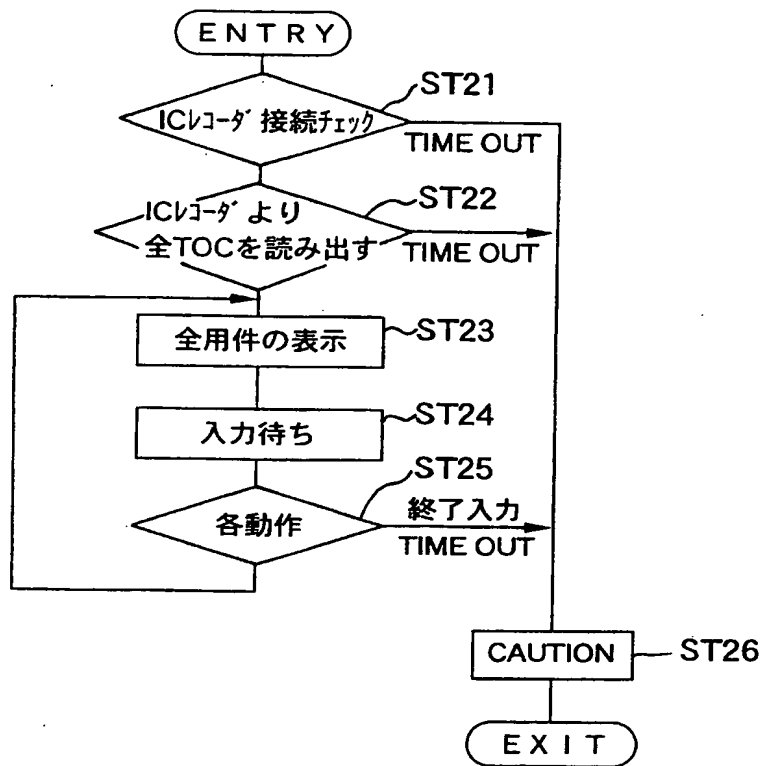 ENTRY
ST21
ICレコーダ接続チェック
TIME OUT
ST22
ICレコーダより
全TOCを読み出す
TIME OUT
全用件の表示
ST23
入力待ち
ST24
ST25
各動作
終了入力
TIME OUT
CAUTION
ST26
EXIT